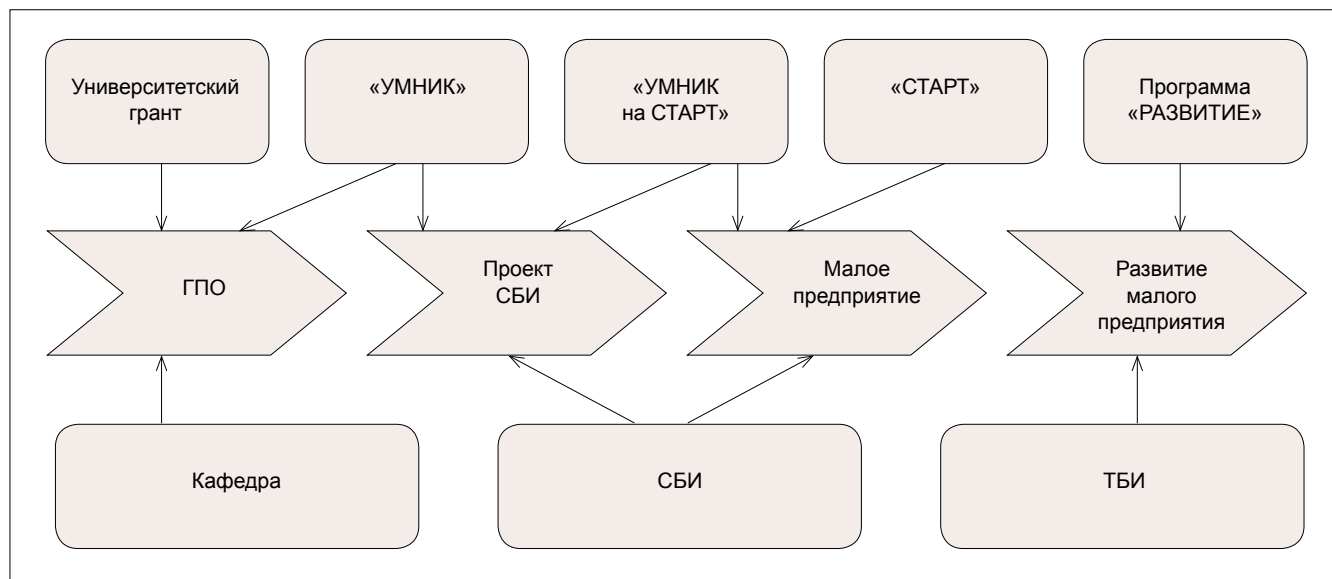 Университетский
грант
«УМНИК»
«УМНИК
на СТАРТ»
«СТАРТ»
Программа
«РАЗВИТИЕ»
ГПО
Проект
СБИ
Малое
предприятие
Развитие
малого
предприятия
Кафедра
СБИ
ТБИ